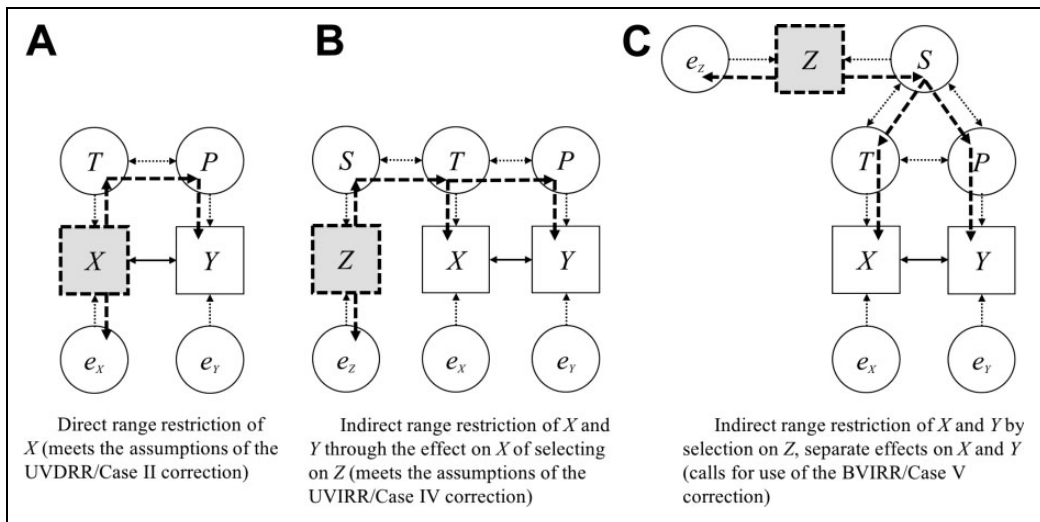 A
B
C
e_Z
Z
S
T
P
S
T
P
T
P
X
Y
Z
X
Y
X
Y
e_X
e_Y
e_Z
e_X
e_Y
e_X
e_Y
Direct range restriction of
X (meets the assumptions of the
UVDRR/Case II correction)
Indirect range restriction of X and
Y through the effect on X of selecting
on Z (meets the assumptions of the
UVIRR/Case IV correction)
Indirect range restriction of X and Y by
selection on Z, separate effects on X and Y
(calls for use of the BVIRR/Case V
correction)